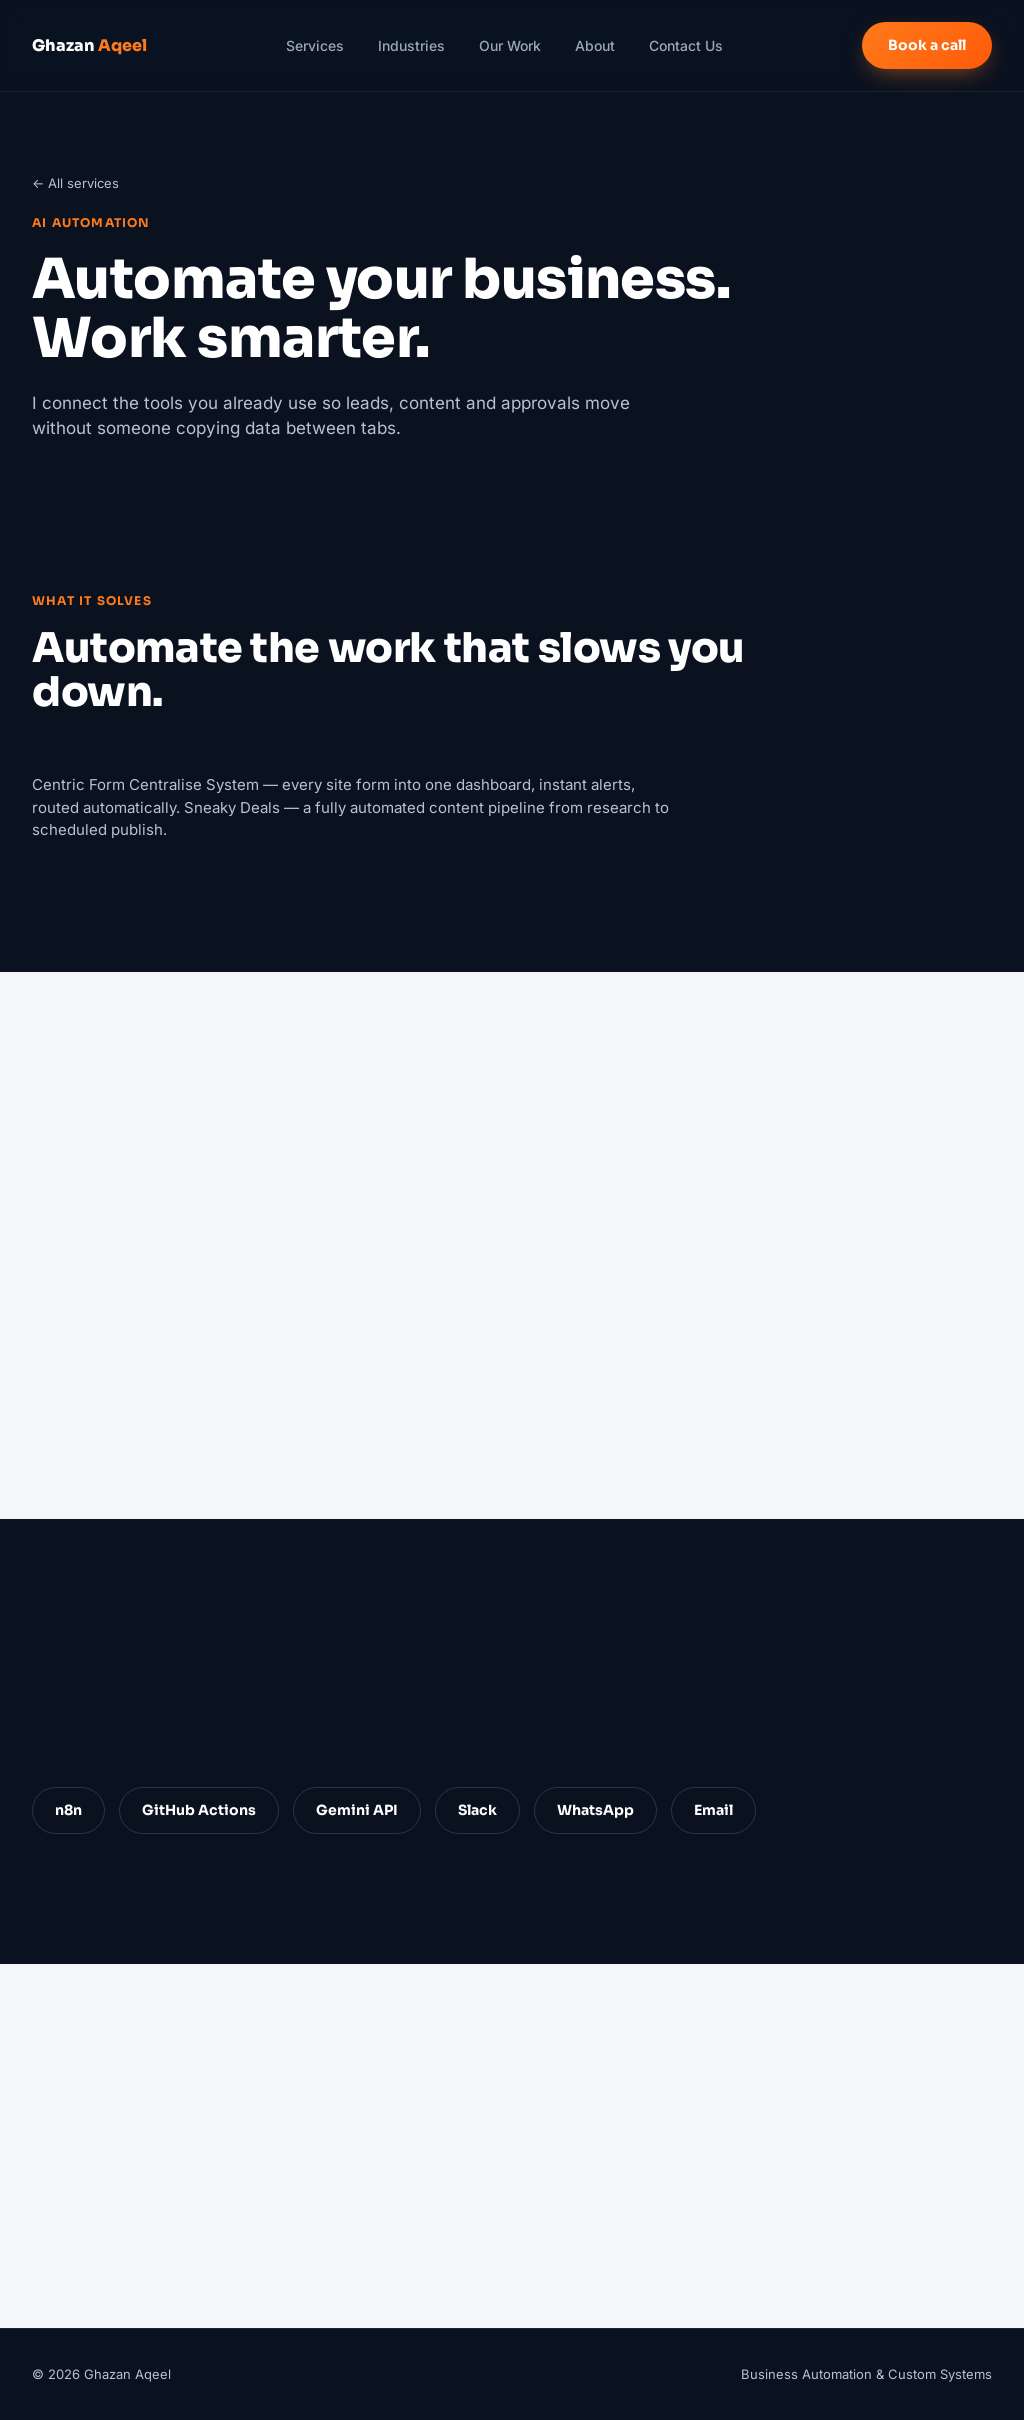 Ghazan Aqeel
Services
Industries
Our Work
About
Contact Us
Book a call
← All services
AI AUTOMATION
Automate your business.
Work smarter.
I connect the tools you already use so leads, content and approvals move
without someone copying data between tabs.
WHAT IT SOLVES
Automate the work that slows you
down.
Centric Form Centralise System — every site form into one dashboard, instant alerts,
routed automatically. Sneaky Deals — a fully automated content pipeline from research to
scheduled publish.
n8n
GitHub Actions
Gemini API
Slack
WhatsApp
Email
© 2026 Ghazan Aqeel
Business Automation & Custom Systems